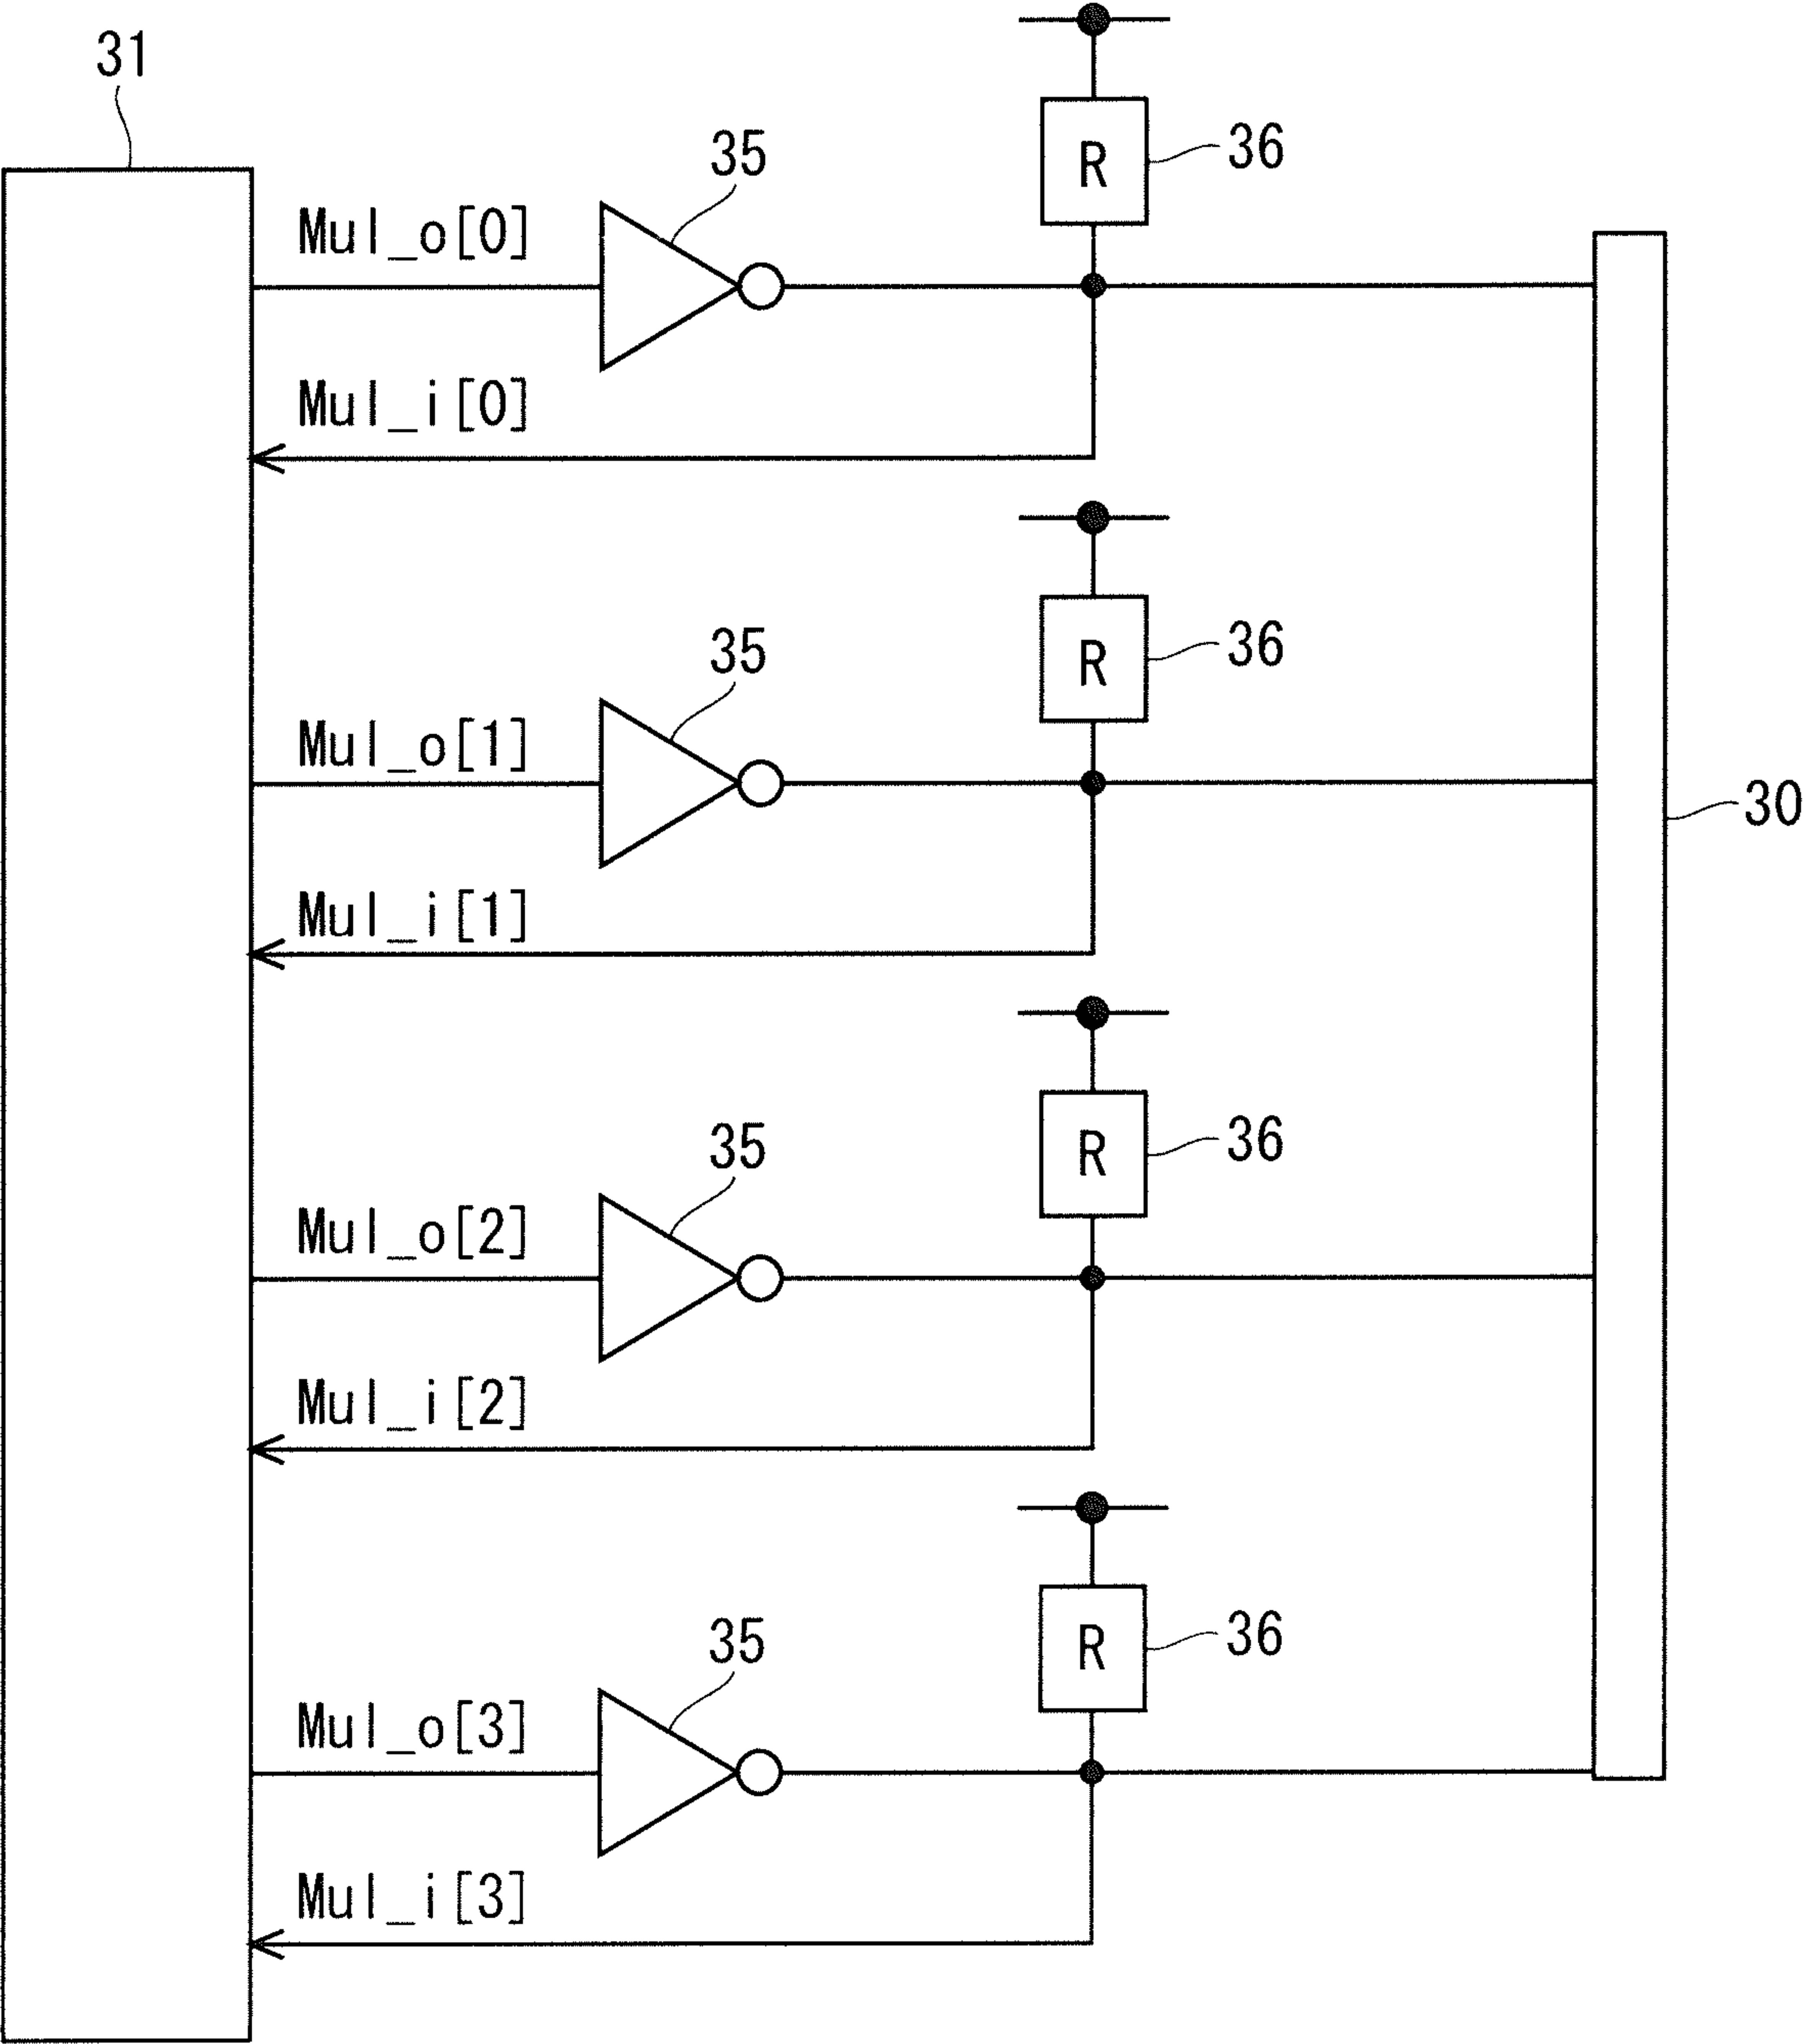 31
35
R
36
Mul_o[0]
Mul_i[0]
35
R
36
Mul_o[1]
30
Mul_i[1]
35
R
36
Mul_o[2]
Mul_i[2]
35
R
36
Mul_o[3]
Mul_i[3]